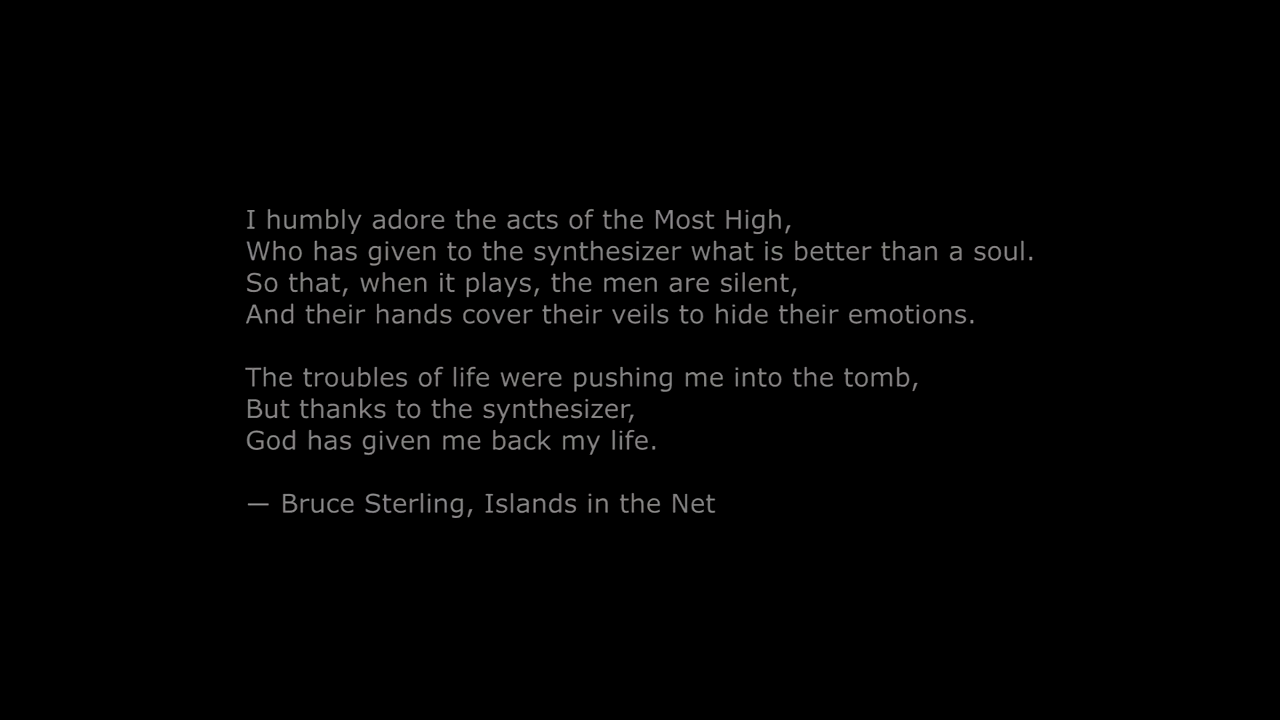 I humbly adore the acts of the Most High,
Who has given to the synthesizer what is better than a soul.
So that, when it plays, the men are silent,
And their hands cover their veils to hide their emotions.
The troubles of life were pushing me into the tomb,
But thanks to the synthesizer,
God has given me back my life.
— Bruce Sterling, Islands in the Net